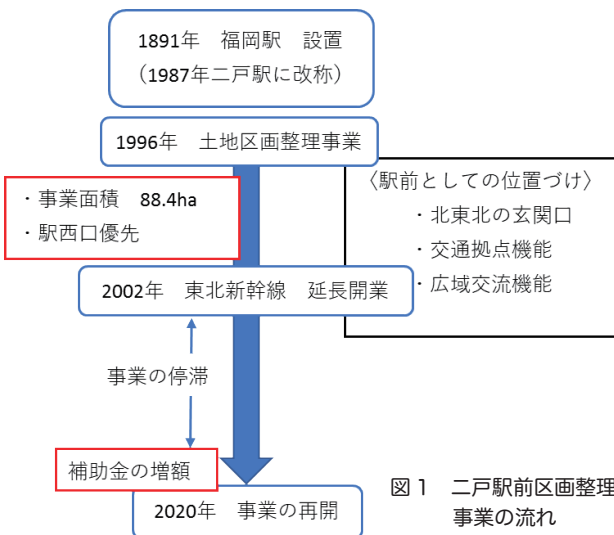 1891年　福岡駅　設置
（1987年二戸駅に改称）
1996年　土地区画整理事業
・事業面積　88.4ha
・駅西口優先
〈駅前としての位置づけ〉
・北東北の玄関口
・交通拠点機能
・広域交流機能
2002年　東北新幹線　延長開業
事業の停滞
補助金の増額
2020年　事業の再開
図１　二戸駅前区画整理
事業の流れ